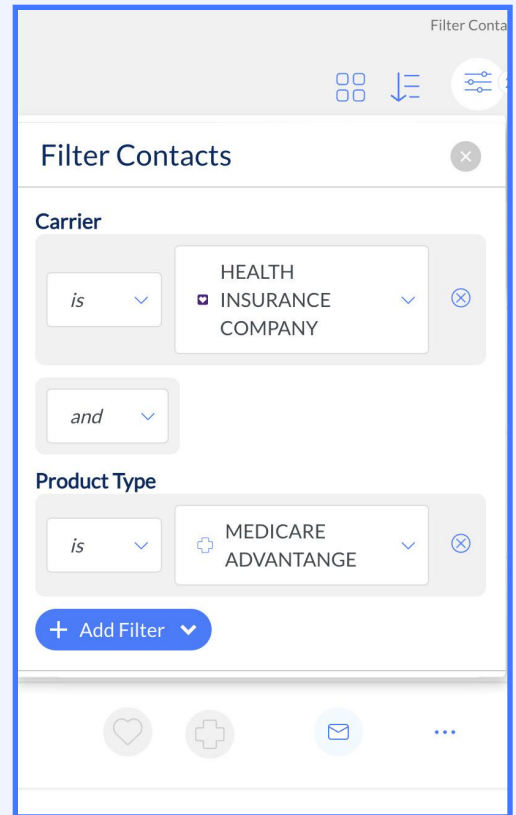 Filter Conta
Filter Contacts
Carrier
is
HEALTH
INSURANCE
COMPANY
and
Product Type
is
MEDICARE
ADVANTANGE
+ Add Filter